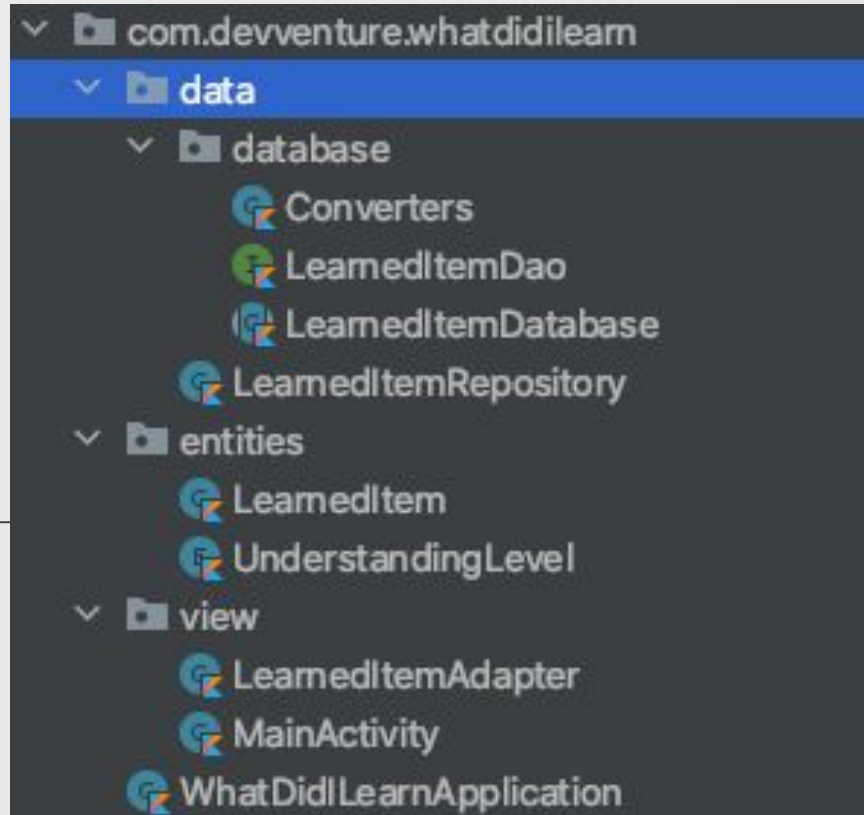 com.devventure.whatdidilearn
data
database
Converters
LearnedItemDao
LearnedItemDatabase
LearnedItemRepository
entities
LearnedItem
UnderstandingLevel
view
LearnedItemAdapter
MainActivity
WhatDidILearnApplication